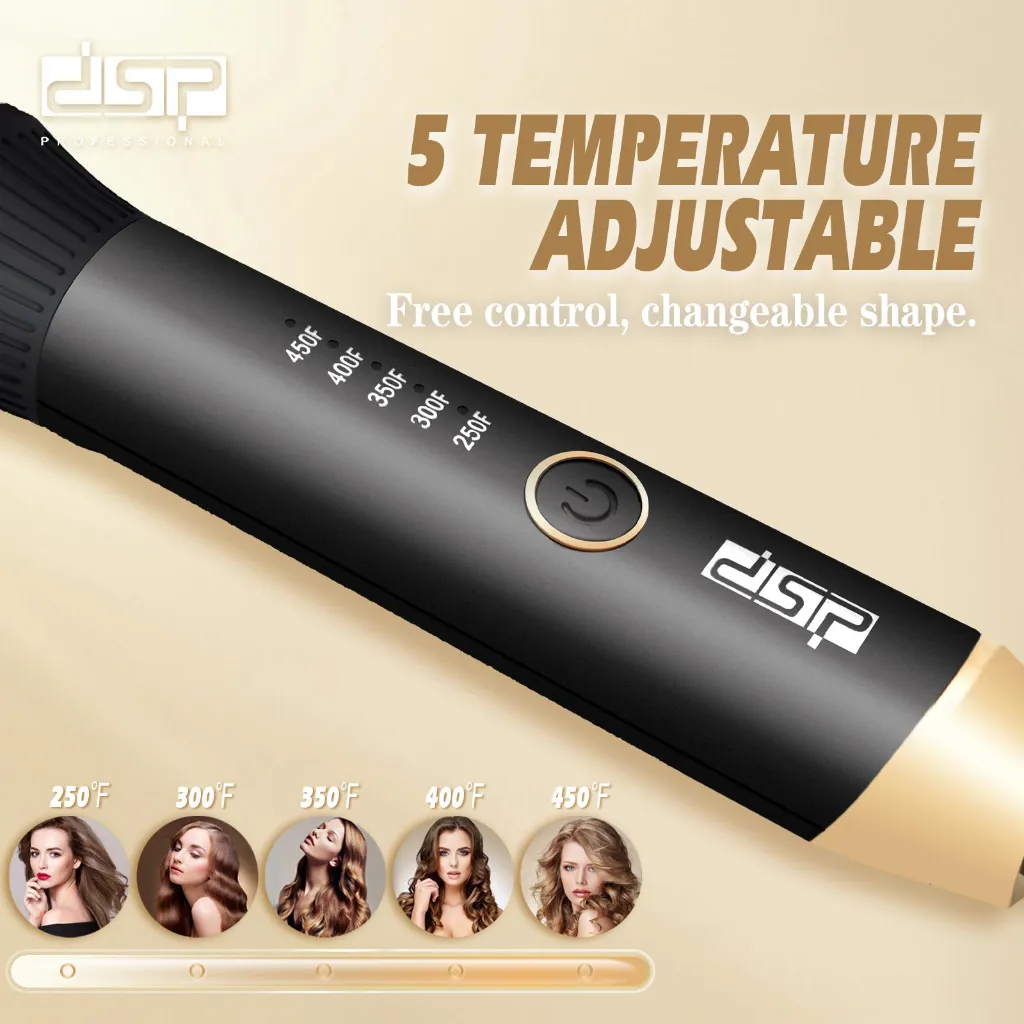 dsp
PROFESSIONAL
5 TEMPERATURE
ADJUSTABLE
Free control, changeable shape.
450F
400F
350F
300F
250F
dsp
250°F 300°F 350°F 400°F 450°F